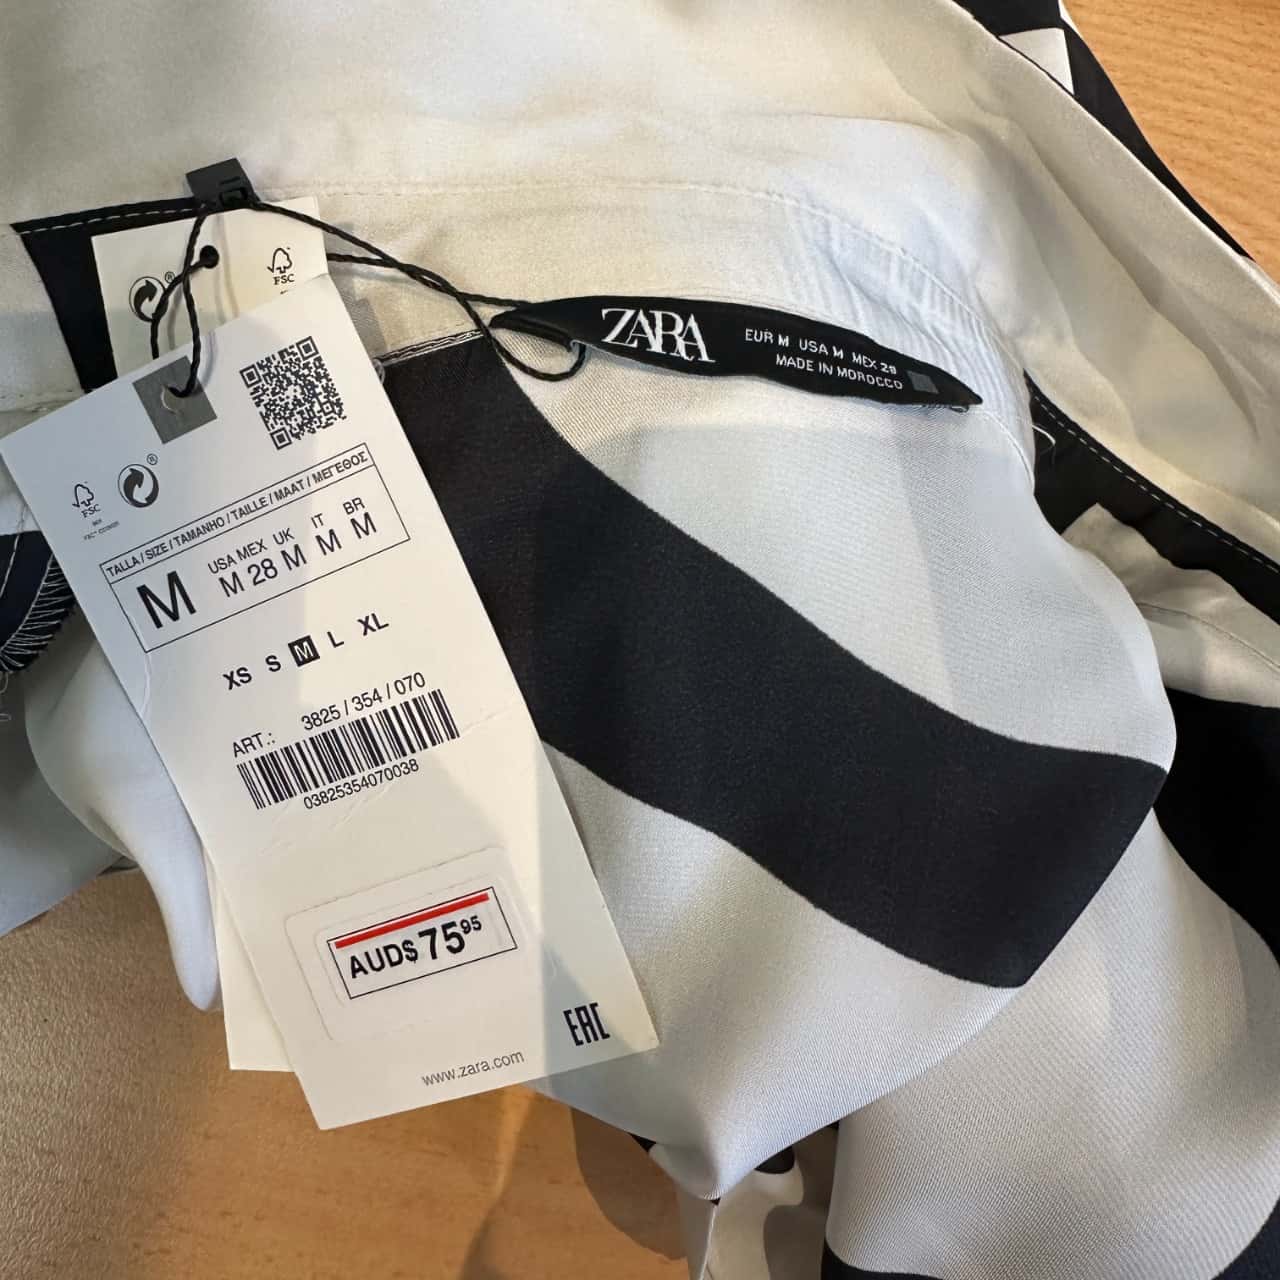 ZARA
EUR M USA M MEX 28
MADE IN MOROCCO
FSC
FSC
TALLA / SIZE / TAMANHO / TAILLE / MAAT / ΜΕΓΕΘΟΣ
USA MEX UK IT BR
M M 28 M M M
XS S M L XL
ART.: 3825 / 354 / 070
03825354070038
AUD$ 75 95
EAC
www.zara.com